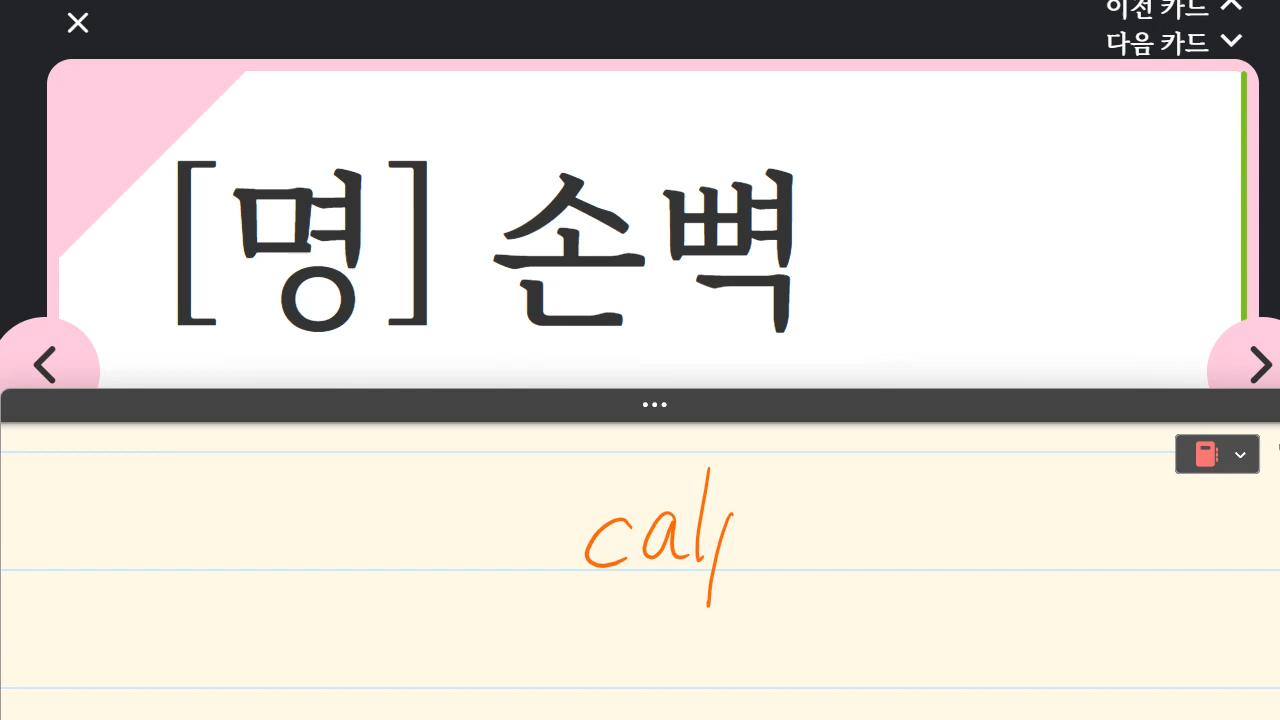 이전 카드
다음 카드
[명] 손뼉
cal